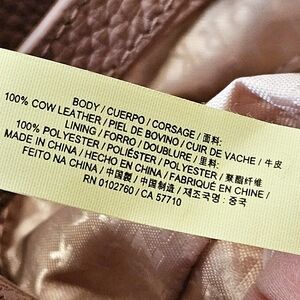 BODY / CUERPO / CORSAGE / 面料:
100% COW LEATHER / PIEL DE BOVINO / CUIR DE VACHE / 牛皮
LINING / FORRO / DOUBLURE / 里料:
100% POLYESTER / POLIÉSTER / POLYESTER / 聚酯纤维
MADE IN CHINA / HECHO EN CHINA / FABRIQUÉ EN CHINE /
FEITO NA CHINA / 中国製 / 中国制造 / 제조국명 : 중국
RN 0102760 / CA 57710